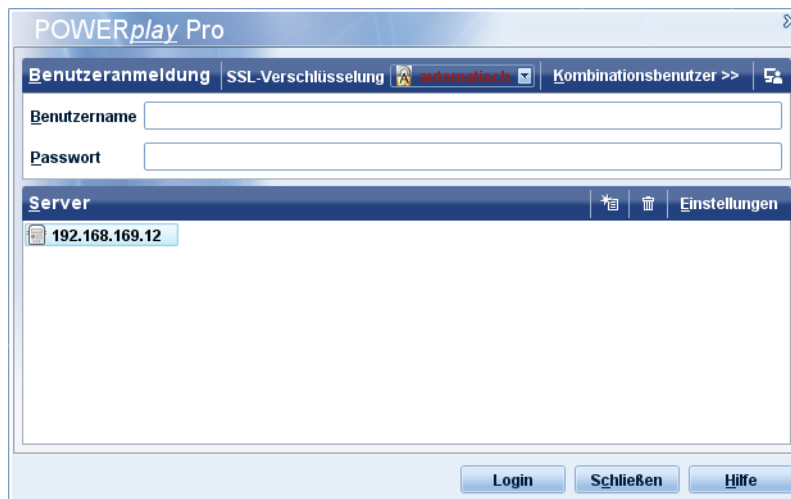 POWERplay Pro
Benutzeranmeldung SSL-Verschlüsselung automatisch Kombinationsbenutzer >>
Benutzername
Passwort
Server Einstellungen
192.168.169.12
Login Schließen Hilfe